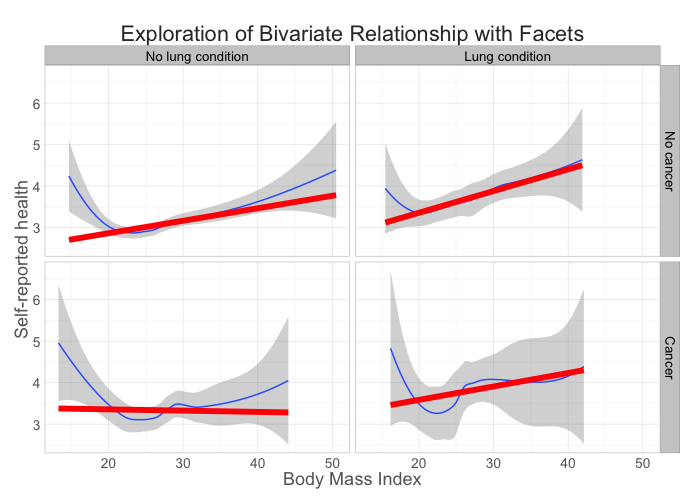 Exploration of Bivariate Relationship with Facets
No lung condition
Lung condition
6
5
4
3
No cancer
6
5
4
3
Cancer
Self-reported health
20
30
40
50
20
30
40
50
Body Mass Index